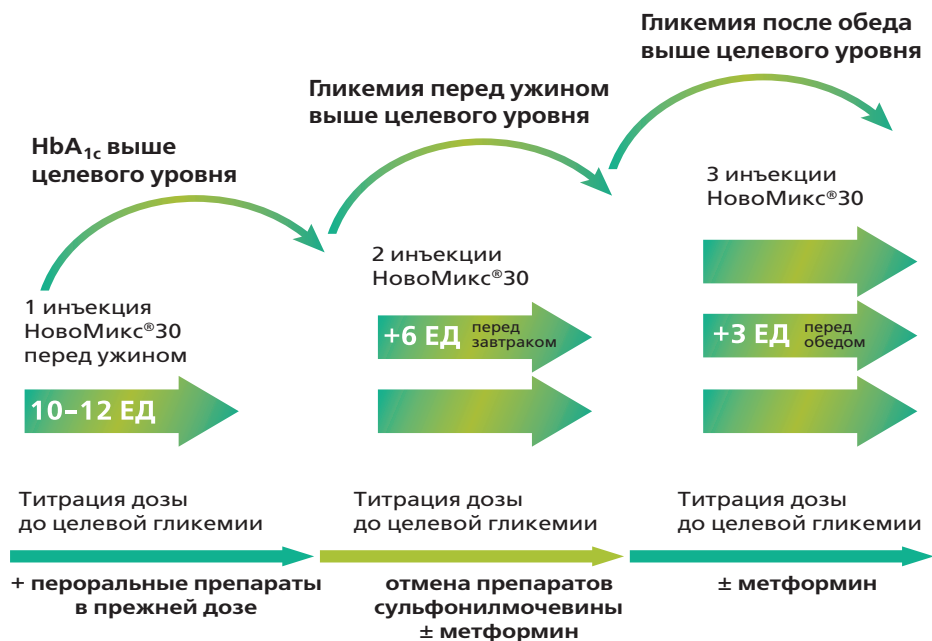 HbA1c выше
целевого уровня
1 инъекция
НовоМикс®30
перед ужином
10–12 ЕД
Титрация дозы
до целевой гликемии
+ пероральные препараты
в прежней дозе
Гликемия перед ужином
выше целевого уровня
2 инъекции
НовоМикс®30
+6 ЕД перед
завтраком
Титрация дозы
до целевой гликемии
отмена препаратов
сульфонилмочевины
± метформин
Гликемия после обеда
выше целевого уровня
3 инъекции
НовоМикс®30
+3 ЕД перед
обедом
Титрация дозы
до целевой гликемии
± метформин